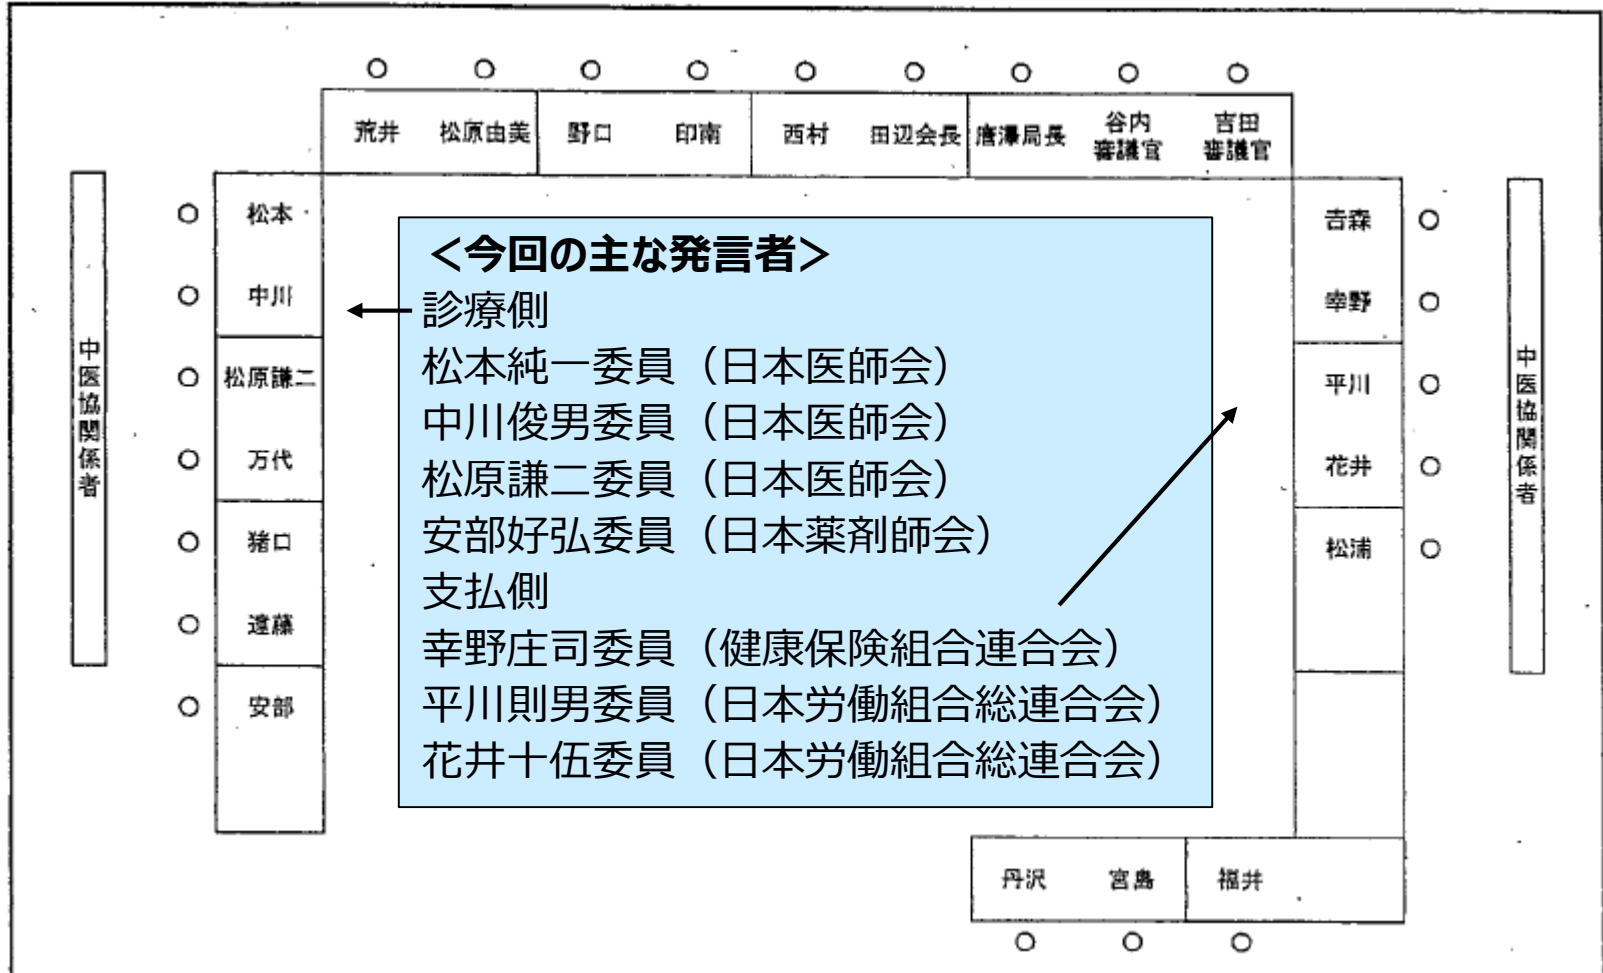 荒井 松原由美 野口 印南 西村 田辺会長 唐澤局長 谷内審議官 吉田審議官
中医協関係者
松本
中川
松原謙二
万代
猪口
遠藤
安部
＜今回の主な発言者＞
診療側
松本純一委員（日本医師会）
中川俊男委員（日本医師会）
松原謙二委員（日本医師会）
安部好弘委員（日本薬剤師会）
支払側
幸野庄司委員（健康保険組合連合会）
平川則男委員（日本労働組合総連合会）
花井十伍委員（日本労働組合総連合会）
吉森
幸野
平川
花井
松浦
中医協関係者
丹沢 宮島 福井